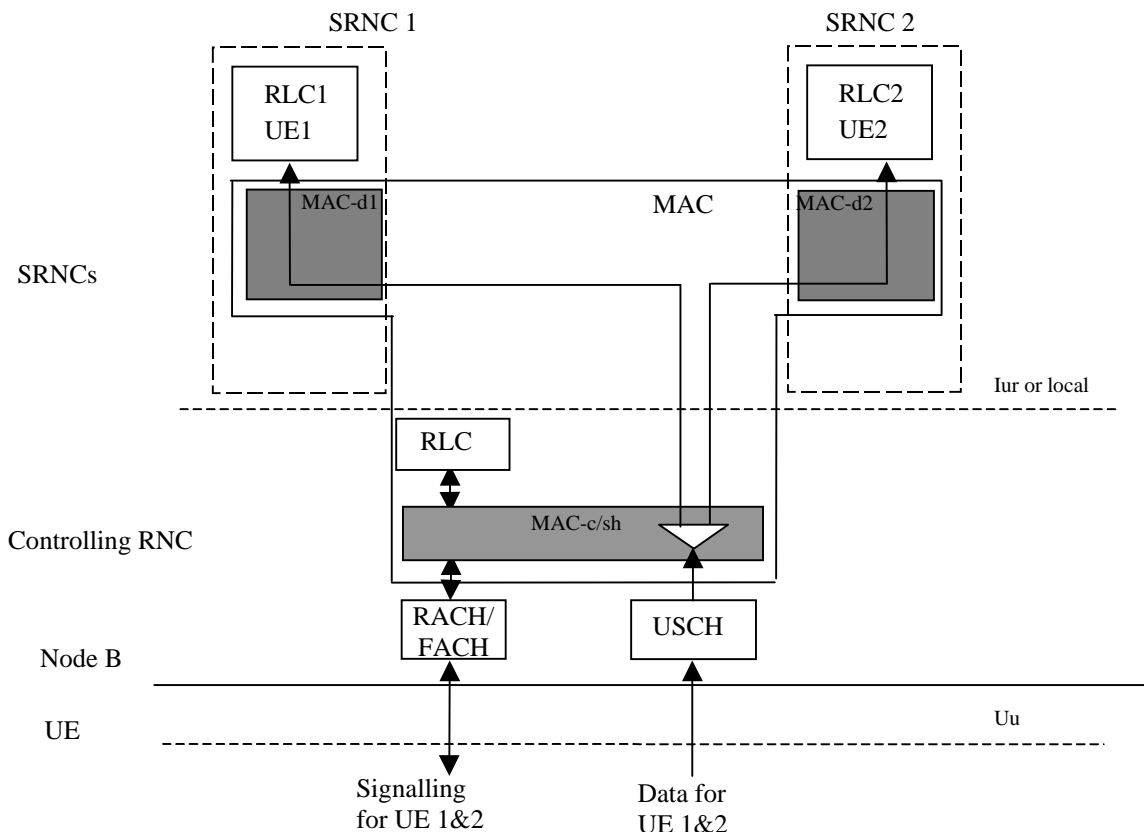 SRNC 1
SRNC 2
RLC1
UE1
RLC2
UE2
MAC-d1
MAC
MAC-d2
SRNCs
Iur or local
RLC
MAC-c/sh
Controlling RNC
RACH/
FACH
USCH
Node B
UE
Uu
Signalling
for UE 1&2
Data for
UE 1&2